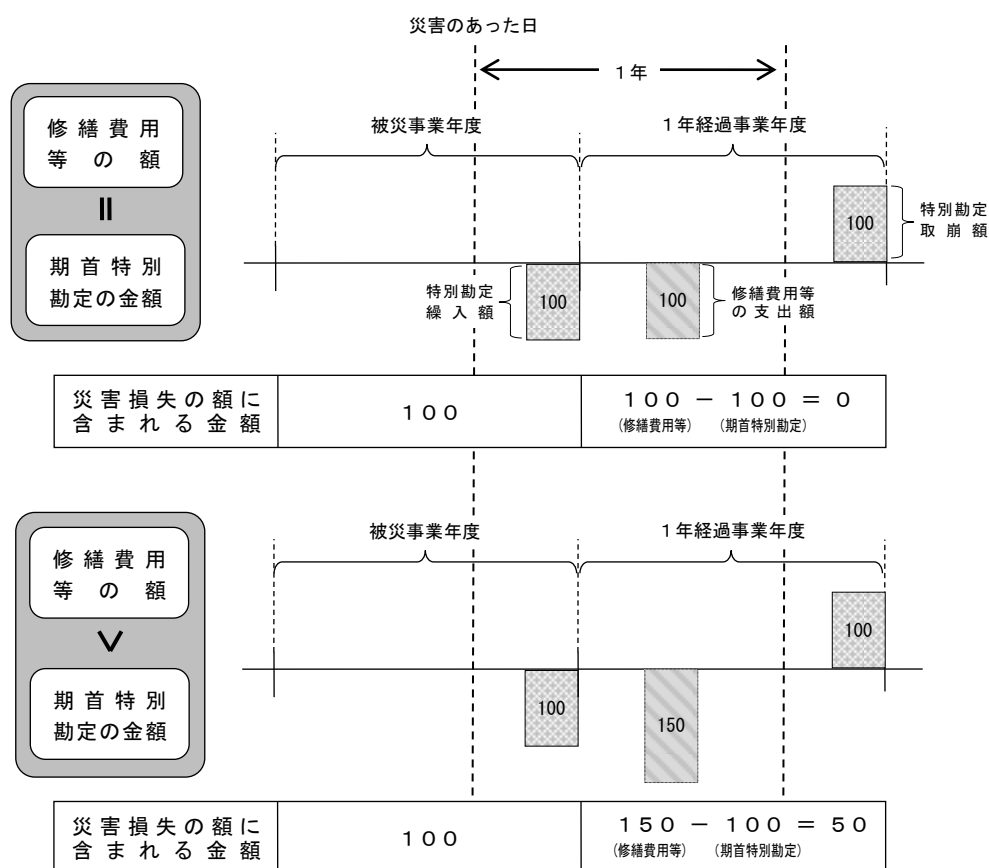 災害のあった日
1年
修繕費用
等の額
＝
期首特別
勘定の金額
被災事業年度
1年経過事業年度
100
特別勘定
取崩額
特別勘定
繰入額
100
100
修繕費用等
の支出額
災害損失の額に
含まれる金額
100
100 － 100 ＝ 0
(修繕費用等) (期首特別勘定)
修繕費用
等の額
＞
期首特別
勘定の金額
被災事業年度
1年経過事業年度
100
100
150
災害損失の額に
含まれる金額
100
150 － 100 ＝ 50
(修繕費用等) (期首特別勘定)